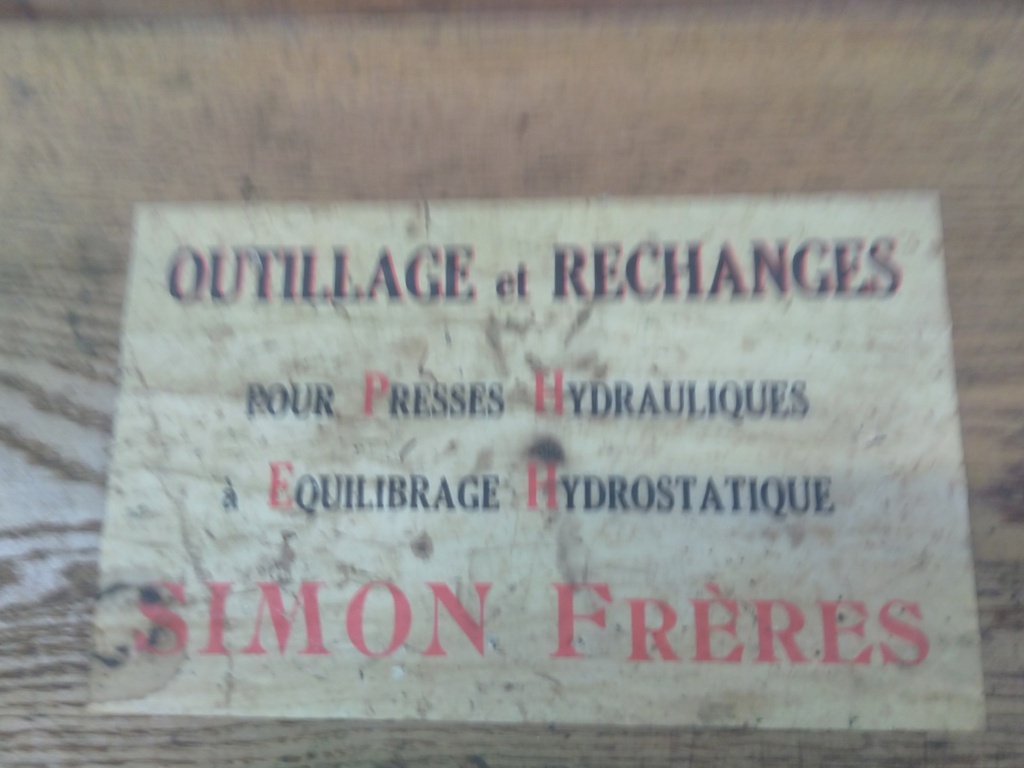 OUTILLAGE et RECHANGES
POUR PRESSES HYDRAULIQUES
à EQUILIBRAGE HYDROSTATIQUE
SIMON FRÈRES